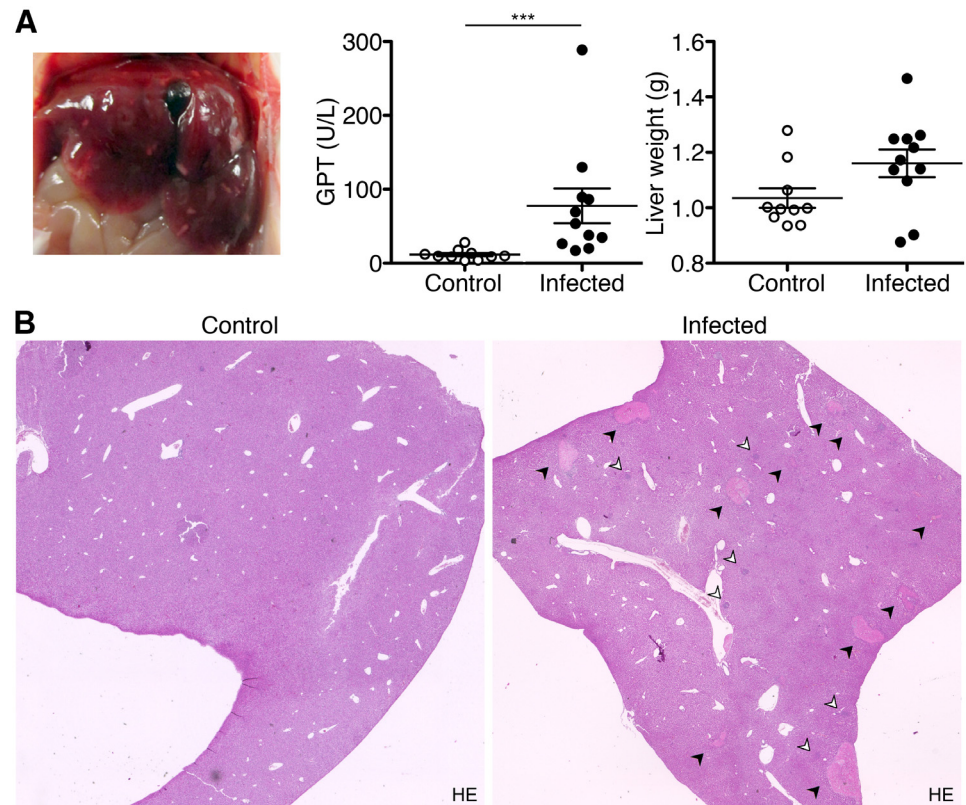 A
***
GPT (U/L)
300
200
100
0
Control
Infected
Liver weight (g)
1.6
1.4
1.2
1.0
0.8
Control
Infected
B
Control
Infected
HE
HE